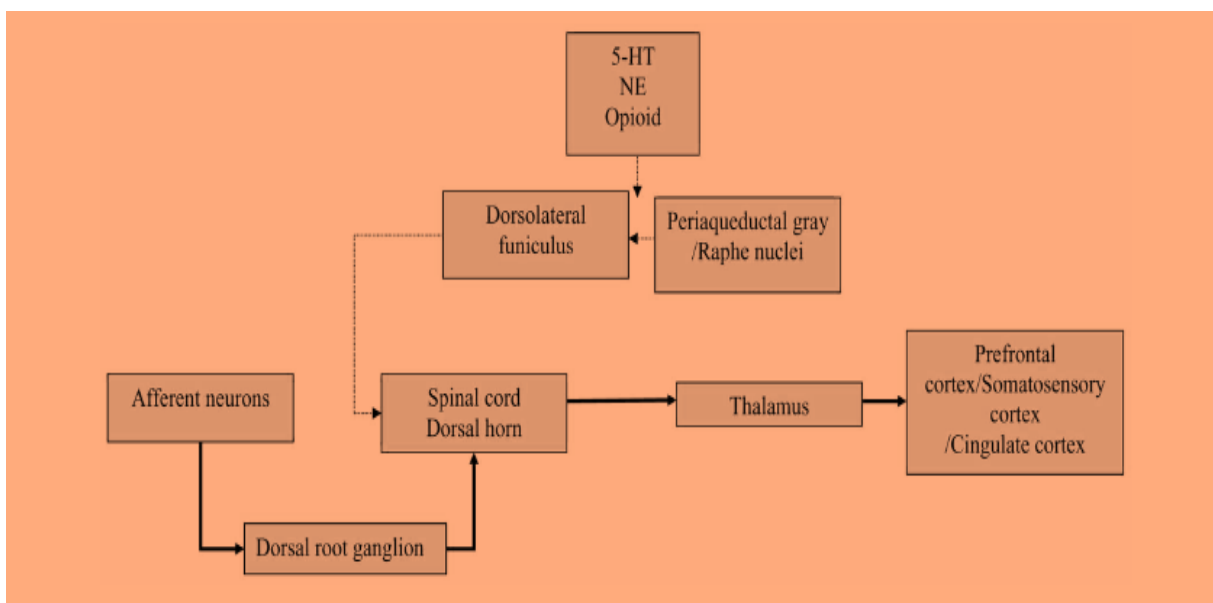 5-HT
NE
Opioid
Dorsolateral
funiculus
Periaqueductal gray
/Raphe nuclei
Afferent neurons
Spinal cord
Dorsal horn
Thalamus
Prefrontal
cortex/Somatosensory
cortex
/Cingulate cortex
Dorsal root ganglion